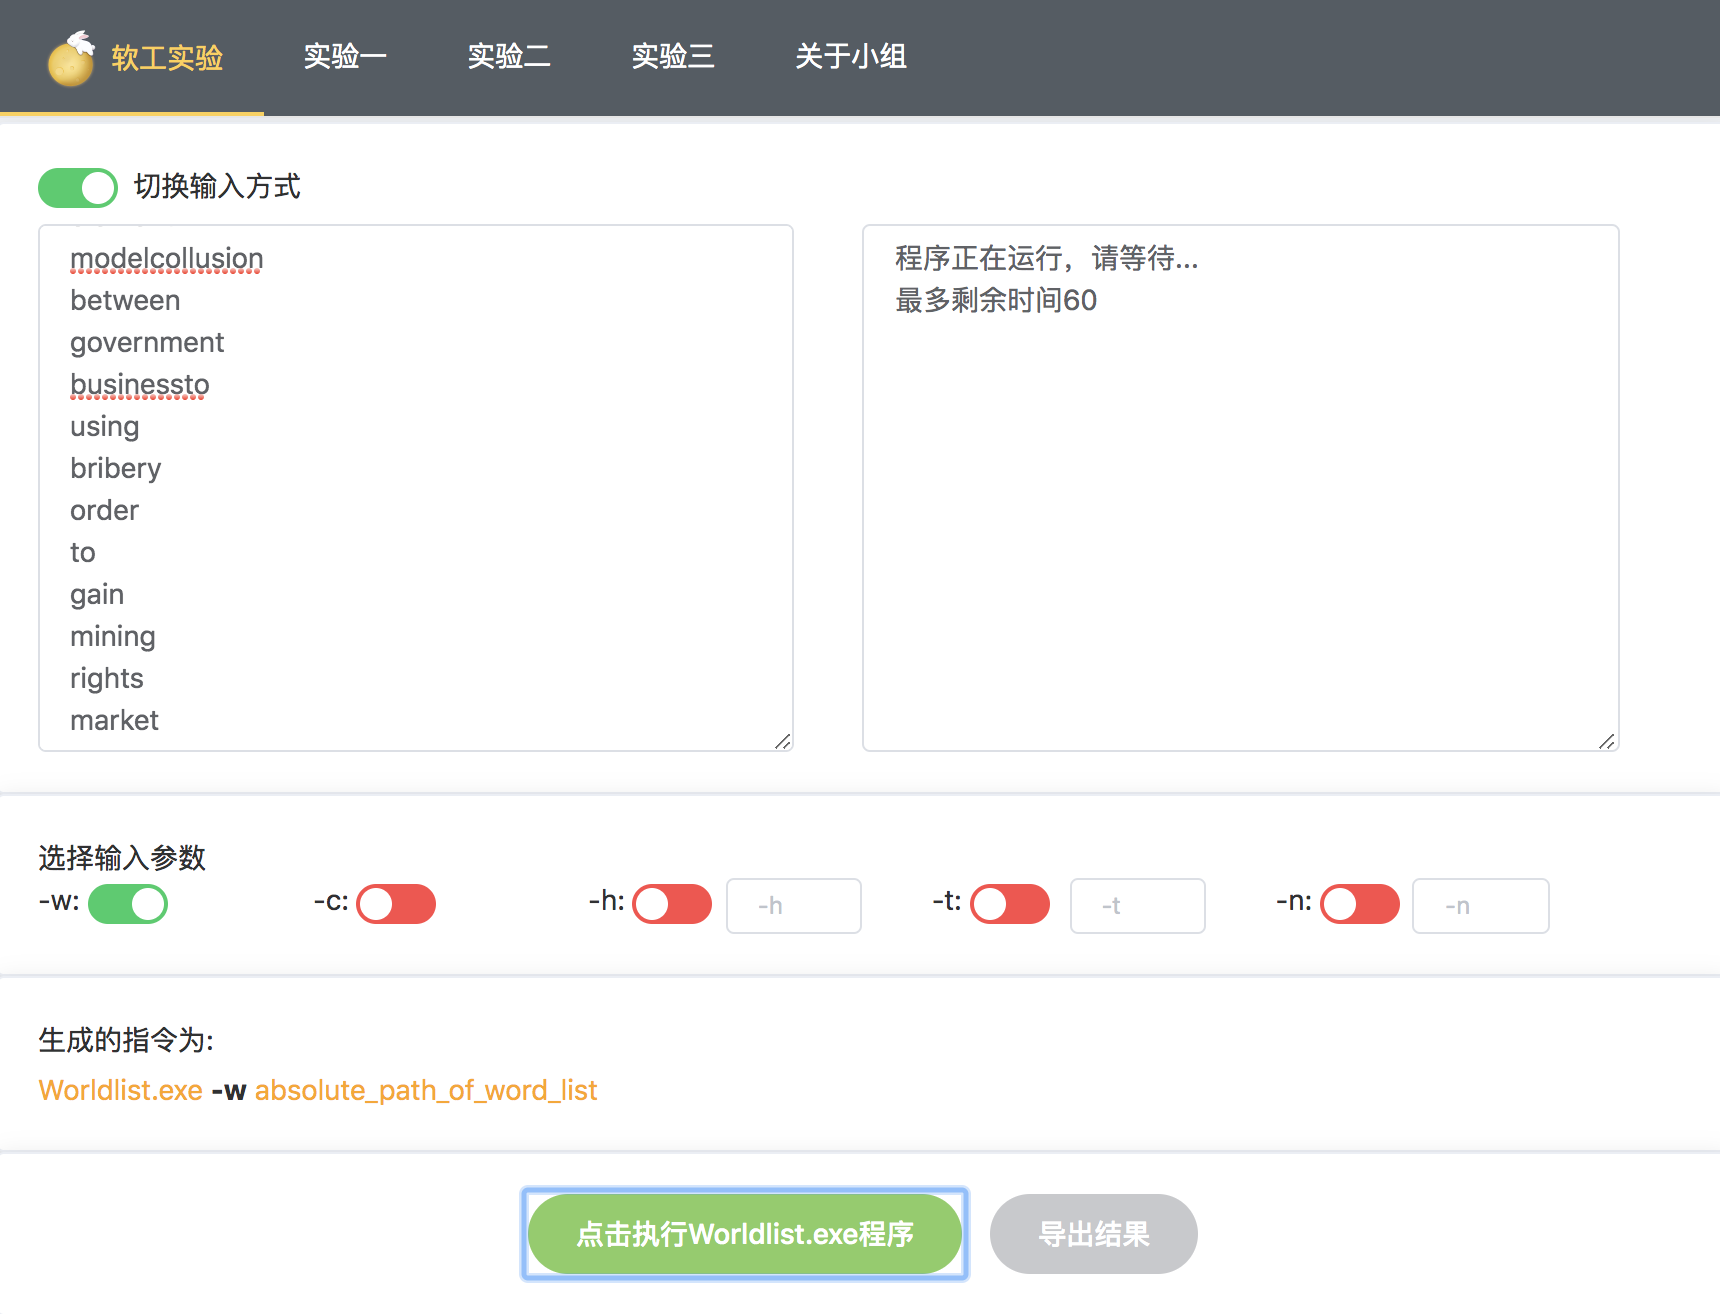 软工实验 实验一 实验二 实验三 关于小组
切换输入方式
modelcollusion
between
government
businessto
using
bribery
order
to
gain
mining
rights
market
程序正在运行，请等待...
最多剩余时间60
选择输入参数
-w: -c: -h: -h -t: -t -n: -n
生成的指令为:
Worldlist.exe -w absolute_path_of_word_list
点击执行Worldlist.exe程序 导出结果